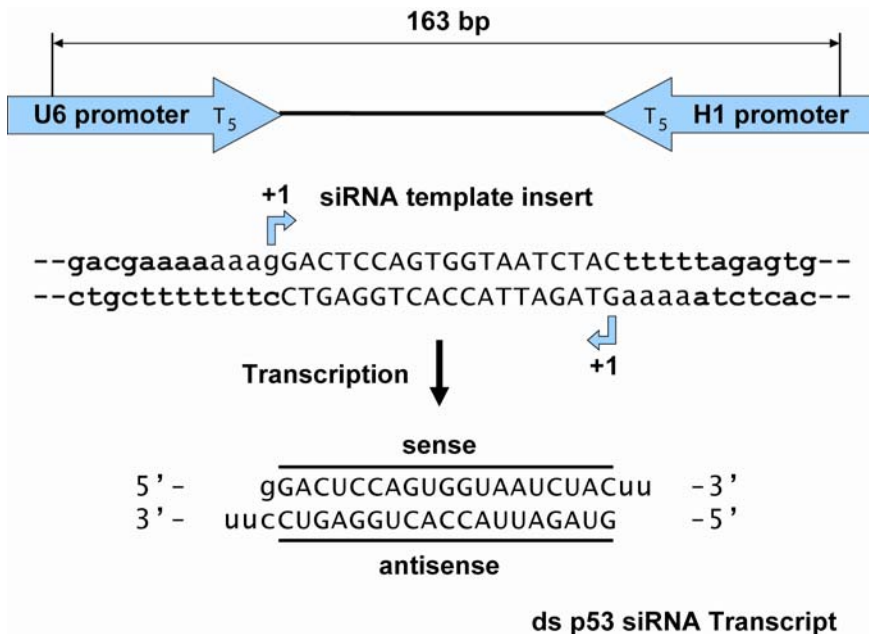 163 bp
U6 promoter T5 T5 H1 promoter
+1 siRNA template insert
--gacgaaaaaaagGACTCCAGTGGTAATCTACtttttagagtg--
--ctgctttttttcCTGAGGTCACCATTAGATGaaaaatctcac--
+1
Transcription
sense
5’- gGACUCCAGUGGUAAUCUACuu -3’
3’- uucCUGAGGUCACCAUUAGAUG -5’
antisense
ds p53 siRNA Transcript